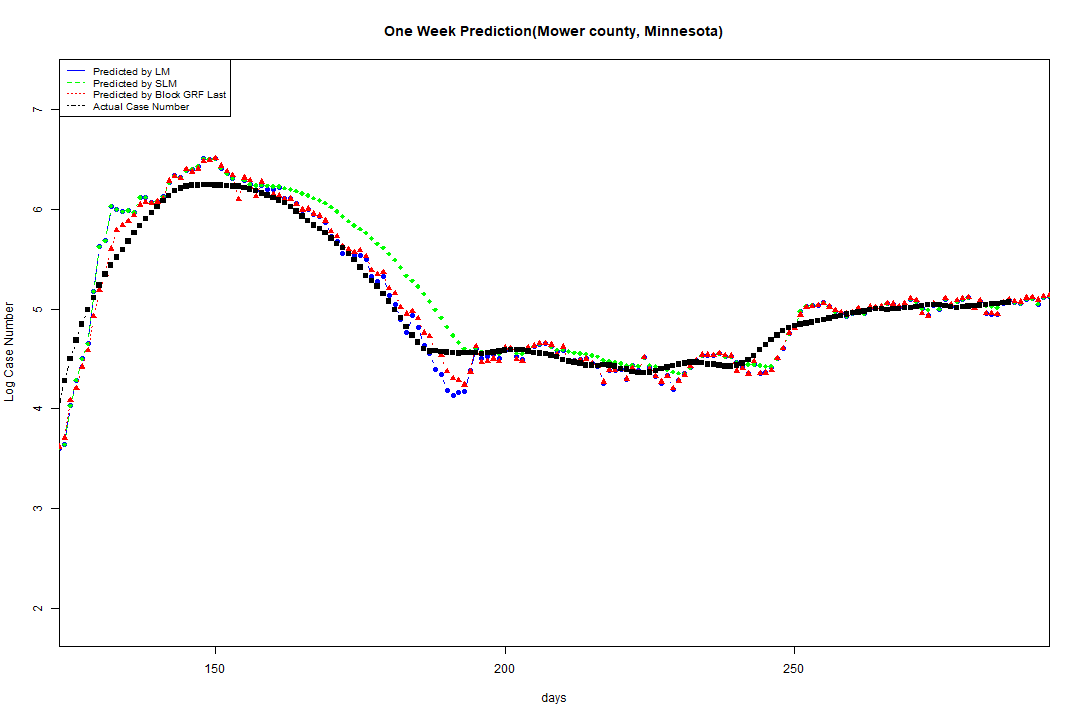 One Week Prediction(Mower county, Minnesota)
Predicted by LM
Predicted by SLM
Predicted by Block GRF Last
Actual Case Number
7
6
5
4
3
2
Log Case Number
150
200
250
days